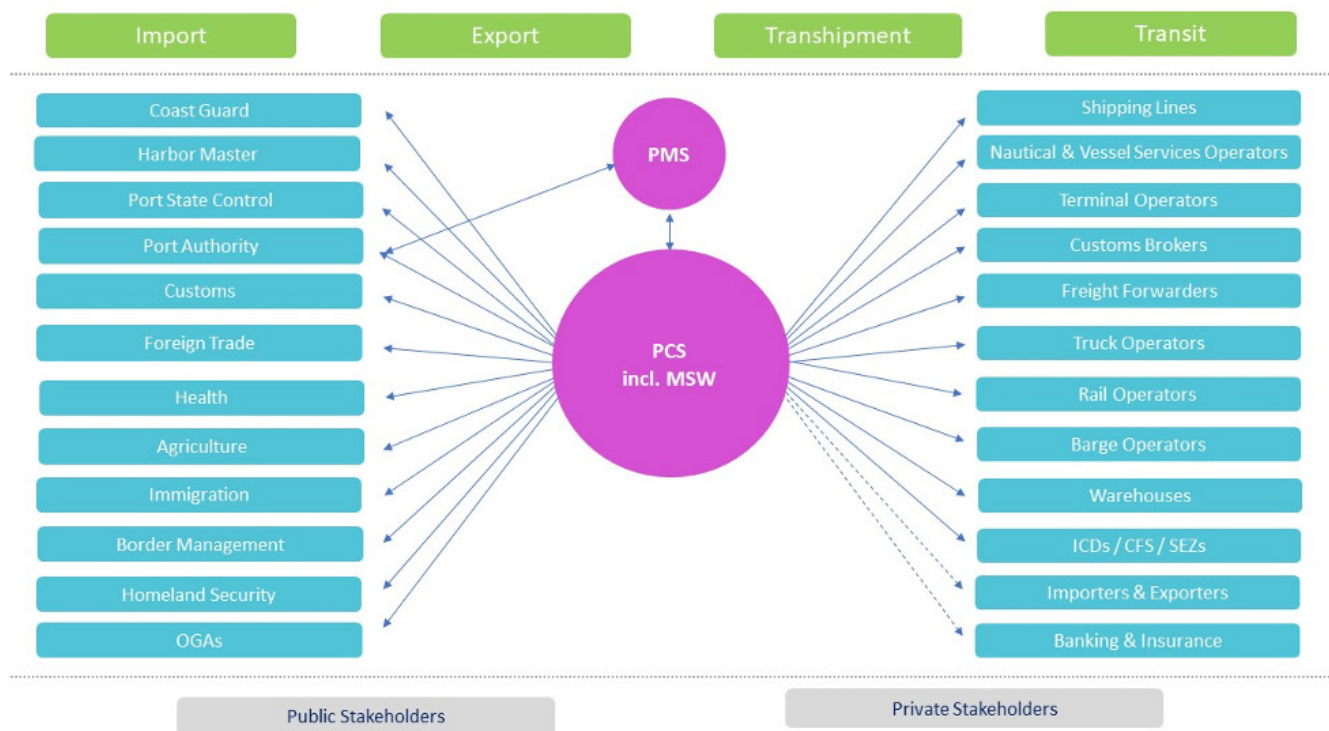 Import
Export
Transhipment
Transit
Coast Guard
Harbor Master
Port State Control
Port Authority
Customs
Foreign Trade
Health
Agriculture
Immigration
Border Management
Homeland Security
OGAs
PMS
PCS
incl. MSW
Shipping Lines
Nautical & Vessel Services Operators
Terminal Operators
Customs Brokers
Freight Forwarders
Truck Operators
Rail Operators
Barge Operators
Warehouses
ICDs / CFS / SEZs
Importers & Exporters
Banking & Insurance
Public Stakeholders
Private Stakeholders